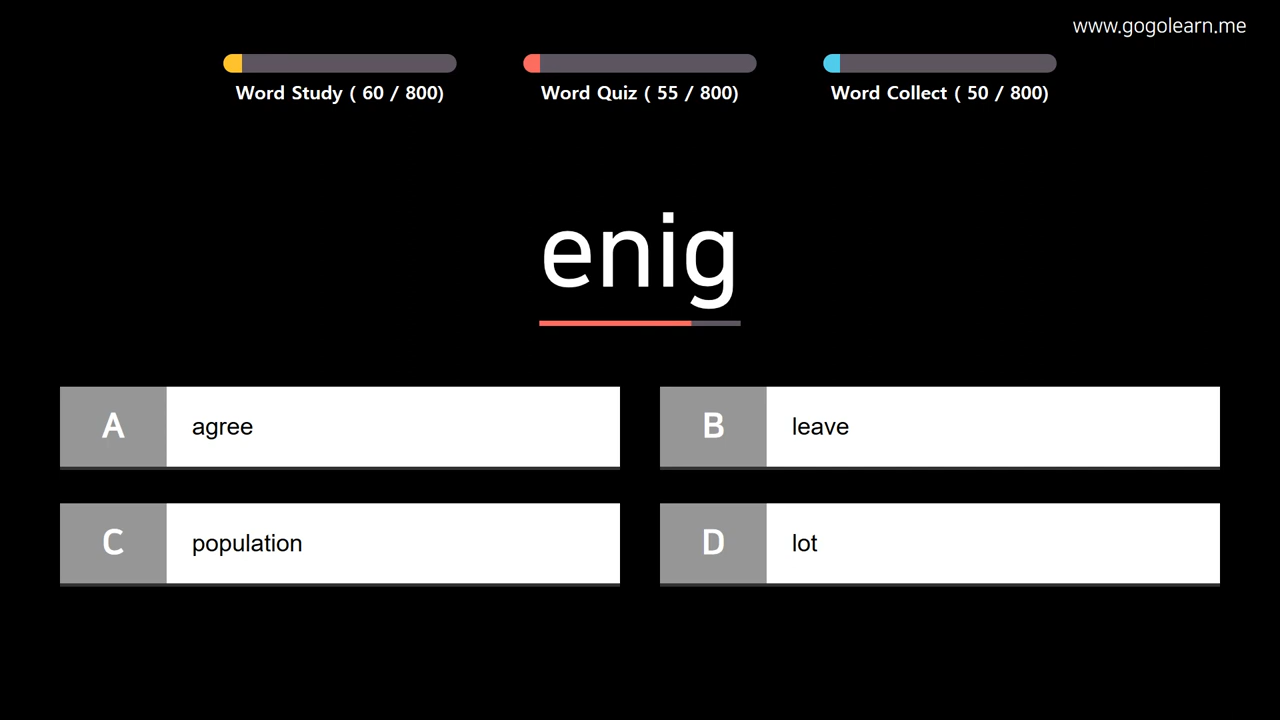 www.gogolearn.me
Word Study ( 60 / 800)
Word Quiz ( 55 / 800)
Word Collect ( 50 / 800)
enig
A agree
B leave
C population
D lot